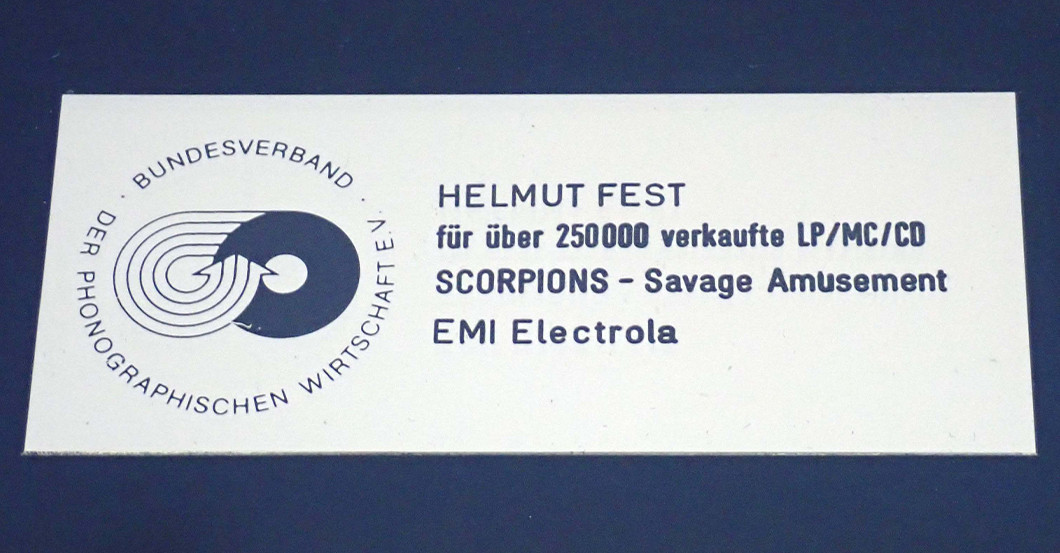 · BUNDESVERBAND ·
DER PHONOGRAPHISCHEN WIRTSCHAFT E.V.
HELMUT FEST
für über 250000 verkaufte LP/MC/CD
SCORPIONS - Savage Amusement
EMI Electrola